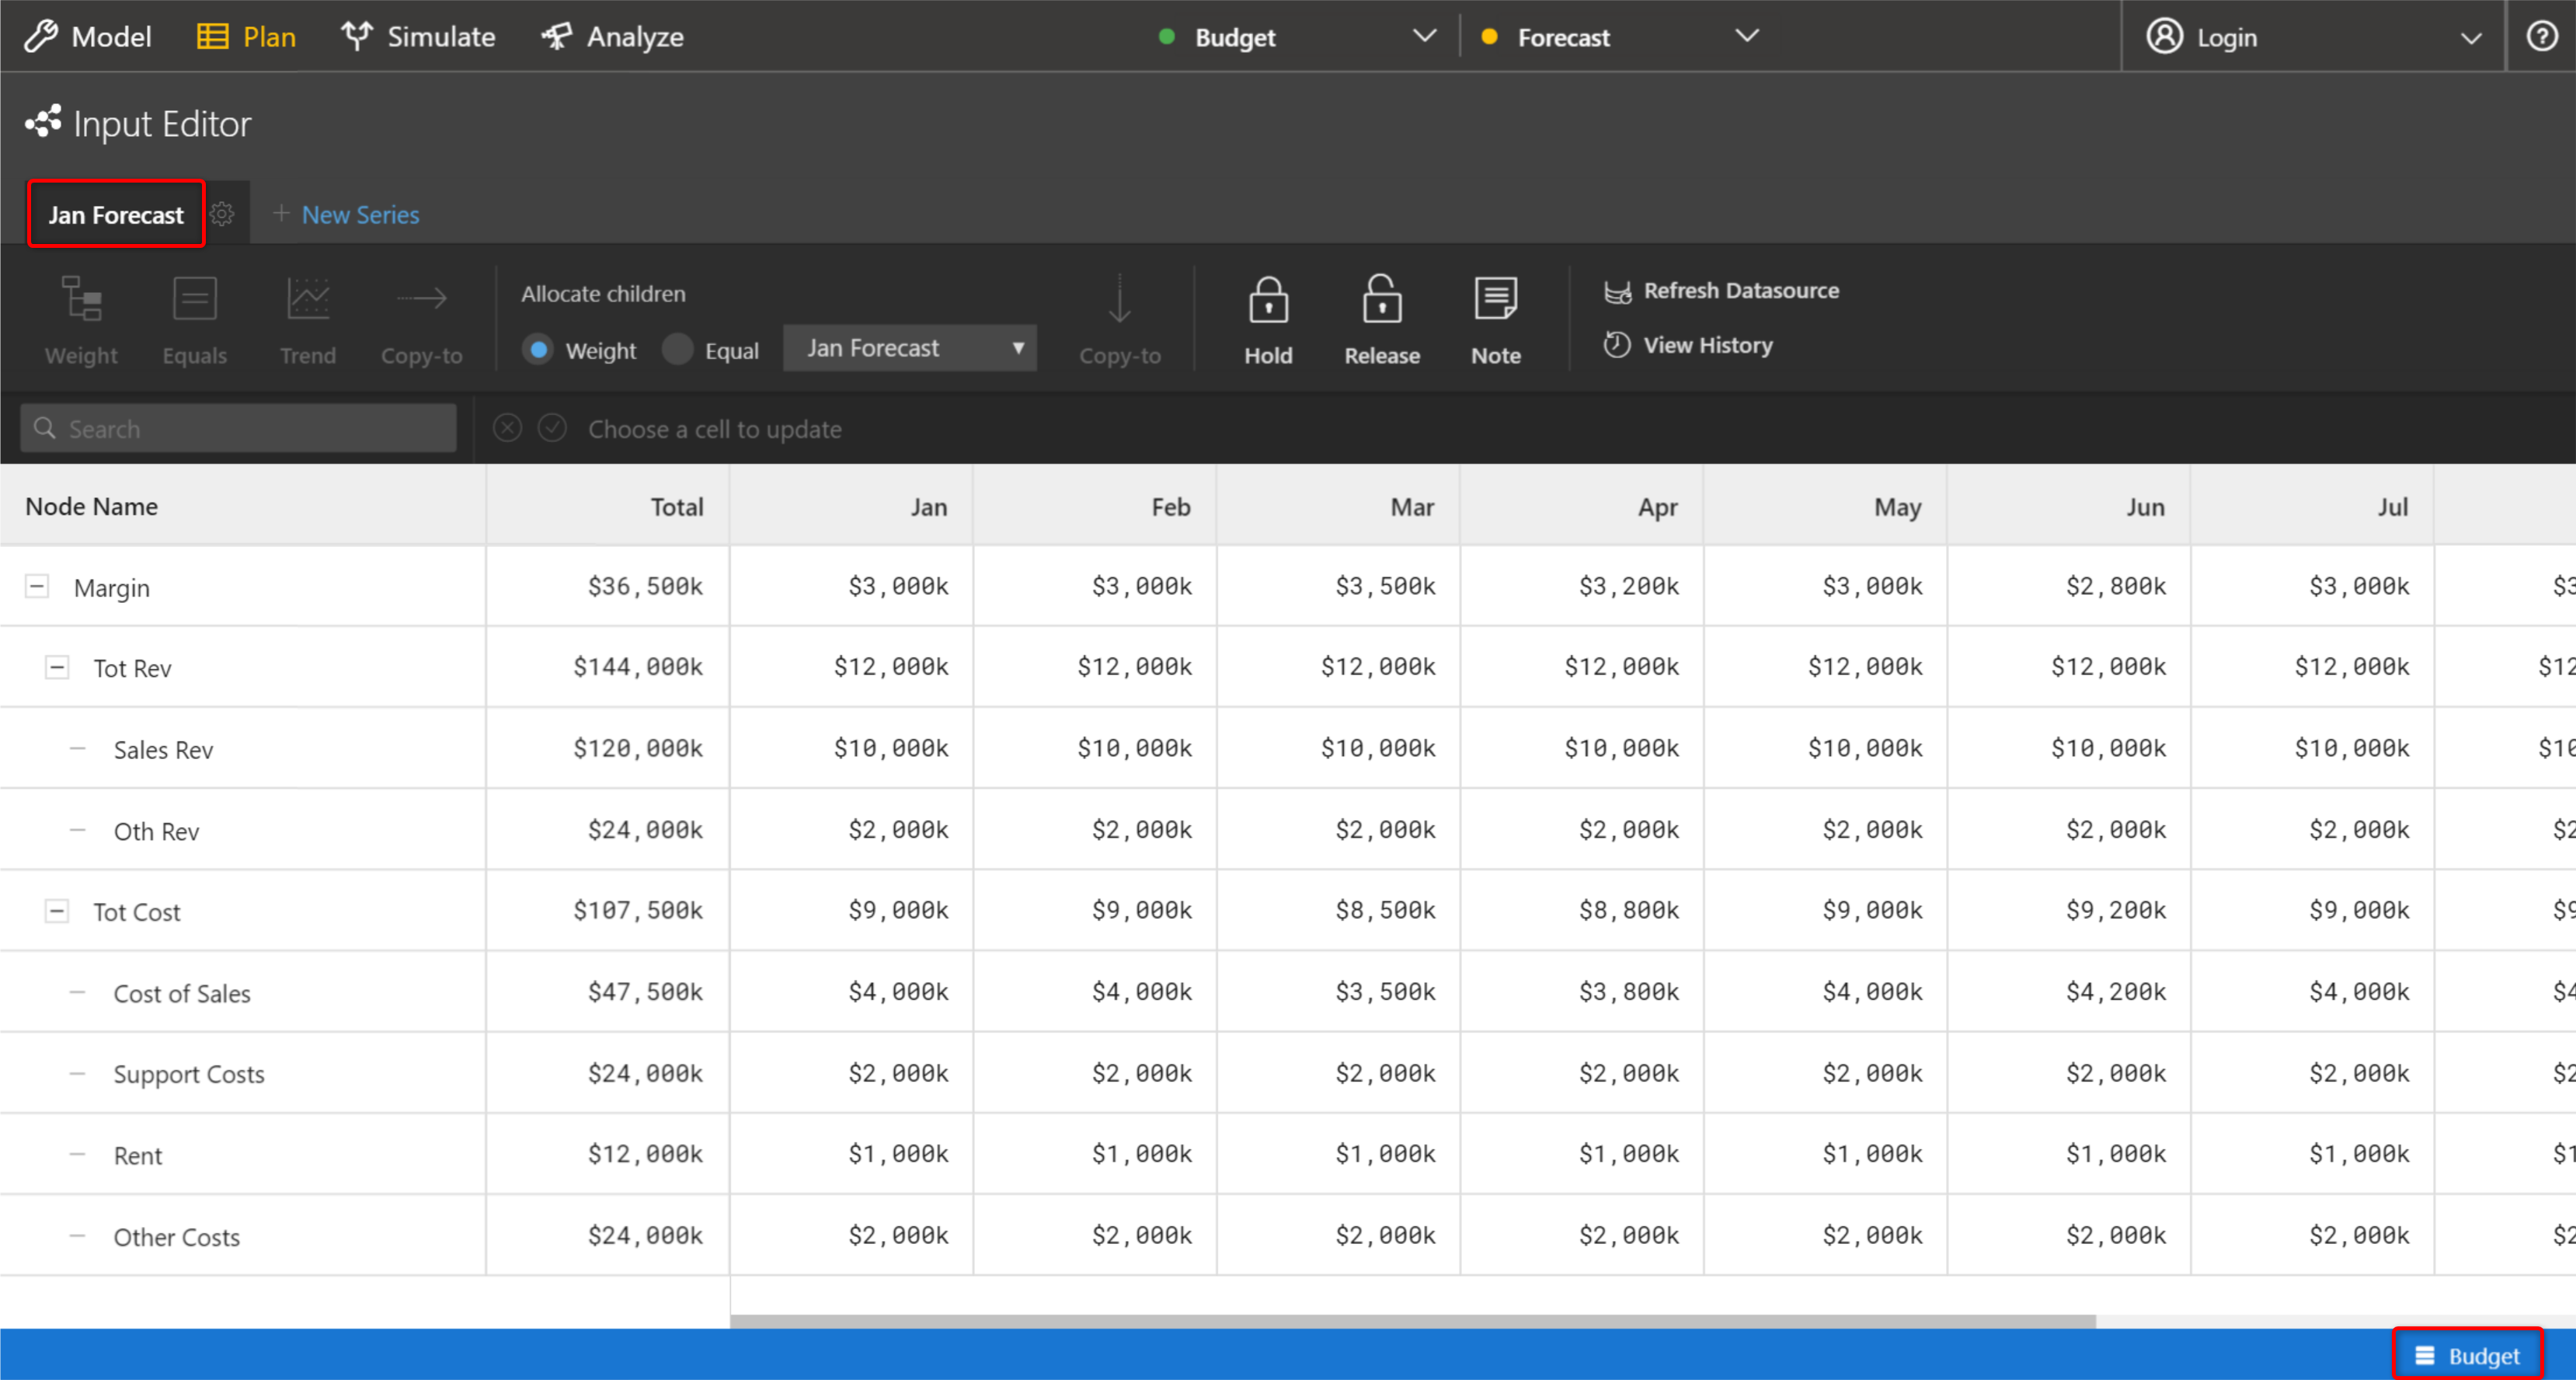 Model Plan Simulate Analyze Budget Forecast Login ?
Input Editor
Jan Forecast + New Series
Allocate children
Weight Equals Trend Copy-to Weight Equal Jan Forecast Copy-to Hold Release Note
Refresh Datasource
View History
Search Choose a cell to update
Node Name Total Jan Feb Mar Apr May Jun Jul
Margin $36,500k $3,000k $3,000k $3,500k $3,200k $3,000k $2,800k $3,000k $3
Tot Rev $144,000k $12,000k $12,000k $12,000k $12,000k $12,000k $12,000k $12,000k $12
Sales Rev $120,000k $10,000k $10,000k $10,000k $10,000k $10,000k $10,000k $10,000k $10
Oth Rev $24,000k $2,000k $2,000k $2,000k $2,000k $2,000k $2,000k $2,000k $2
Tot Cost $107,500k $9,000k $9,000k $8,500k $8,800k $9,000k $9,200k $9,000k $9
Cost of Sales $47,500k $4,000k $4,000k $3,500k $3,800k $4,000k $4,200k $4,000k $4
Support Costs $24,000k $2,000k $2,000k $2,000k $2,000k $2,000k $2,000k $2,000k $2
Rent $12,000k $1,000k $1,000k $1,000k $1,000k $1,000k $1,000k $1,000k $1
Other Costs $24,000k $2,000k $2,000k $2,000k $2,000k $2,000k $2,000k $2,000k $2
Budget